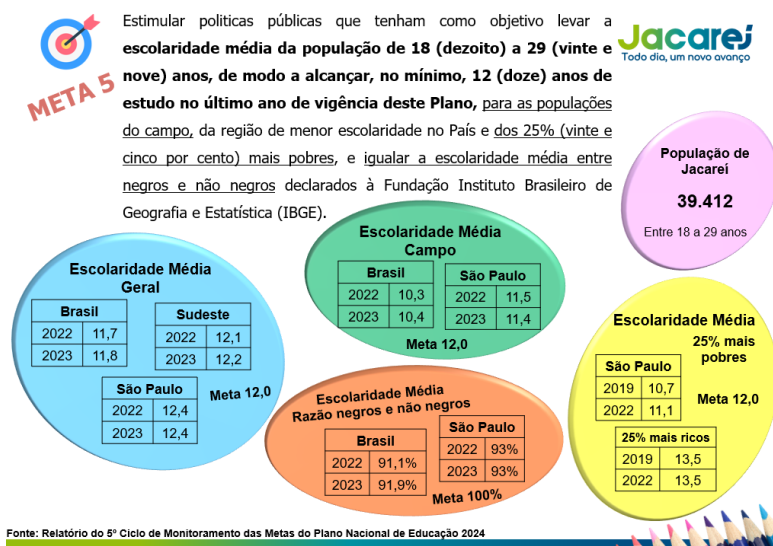 META 5
Estimular politicas públicas que tenham como objetivo levar a
escolaridade média da população de 18 (dezoito) a 29 (vinte e
nove) anos, de modo a alcançar, no mínimo, 12 (doze) anos de
estudo no último ano de vigência deste Plano, para as populações
do campo, da região de menor escolaridade no País e dos 25% (vinte e
cinco por cento) mais pobres, e igualar a escolaridade média entre
negros e não negros declarados à Fundação Instituto Brasileiro de
Geografia e Estatística (IBGE).
Jacareí
Todo dia, um novo avanço
População de
Jacareí
39.412
Entre 18 a 29 anos
Escolaridade Média
Geral
Brasil
2022 11,7
2023 11,8
Sudeste
2022 12,1
2023 12,2
São Paulo
2022 12,4
2023 12,4
Meta 12,0
Escolaridade Média
Campo
Brasil
2022 10,3
2023 10,4
São Paulo
2022 11,5
2023 11,4
Meta 12,0
Escolaridade Média
Razão negros e não negros
Brasil
2022 91,1%
2023 91,9%
São Paulo
2022 93%
2023 93%
Meta 100%
Escolaridade Média
25% mais
pobres
São Paulo
2019 10,7
2022 11,1
Meta 12,0
25% mais ricos
2019 13,5
2022 13,5
Fonte: Relatório do 5º Ciclo de Monitoramento das Metas do Plano Nacional de Educação 2024